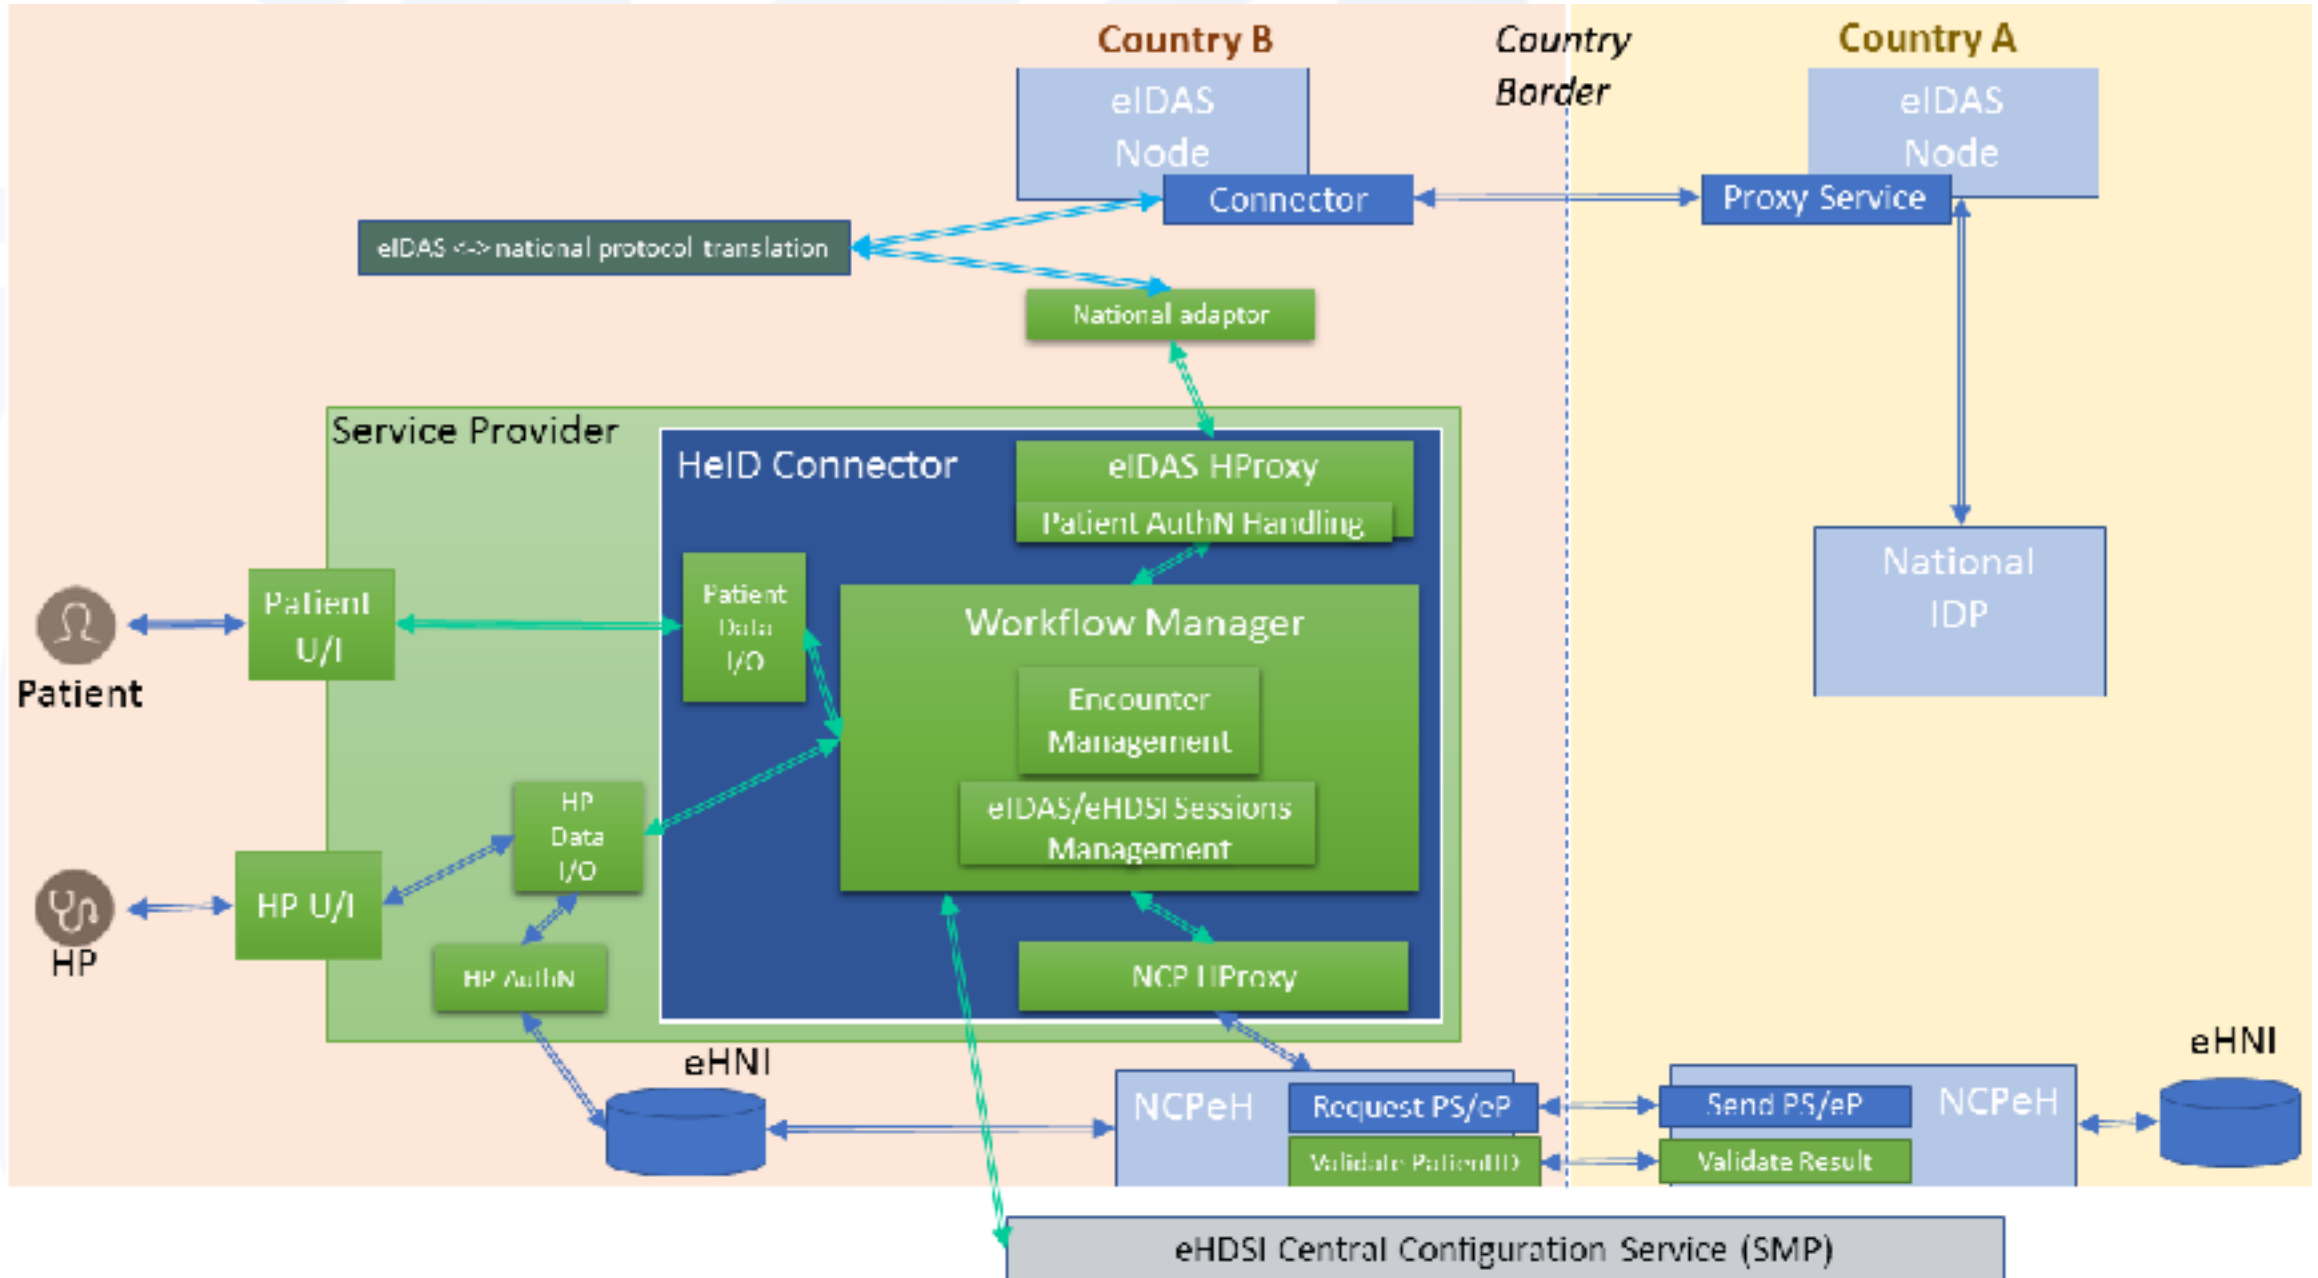 Country B
Country
Border
Country A
eIDAS
Node
eIDAS
Node
Connector
Proxy Service
eIDAS <-> national protocol translation
National adaptor
Service Provider
HeID Connector
eIDAS HProxy
Patient AuthN Handling
National
IDP
Patient
U/I
Patient
Data
I/O
Workflow Manager
Patient
Encounter
Management
HP
Data
I/O
eIDAS/eHDSI Sessions
Management
HP U/I
HP
HP AuthN
NCP HProxy
eHNI
eHNI
NCPeH
Request PS/eP
Send PS/eP
NCPeH
Validate PatientID
Validate Result
eHDSI Central Configuration Service (SMP)